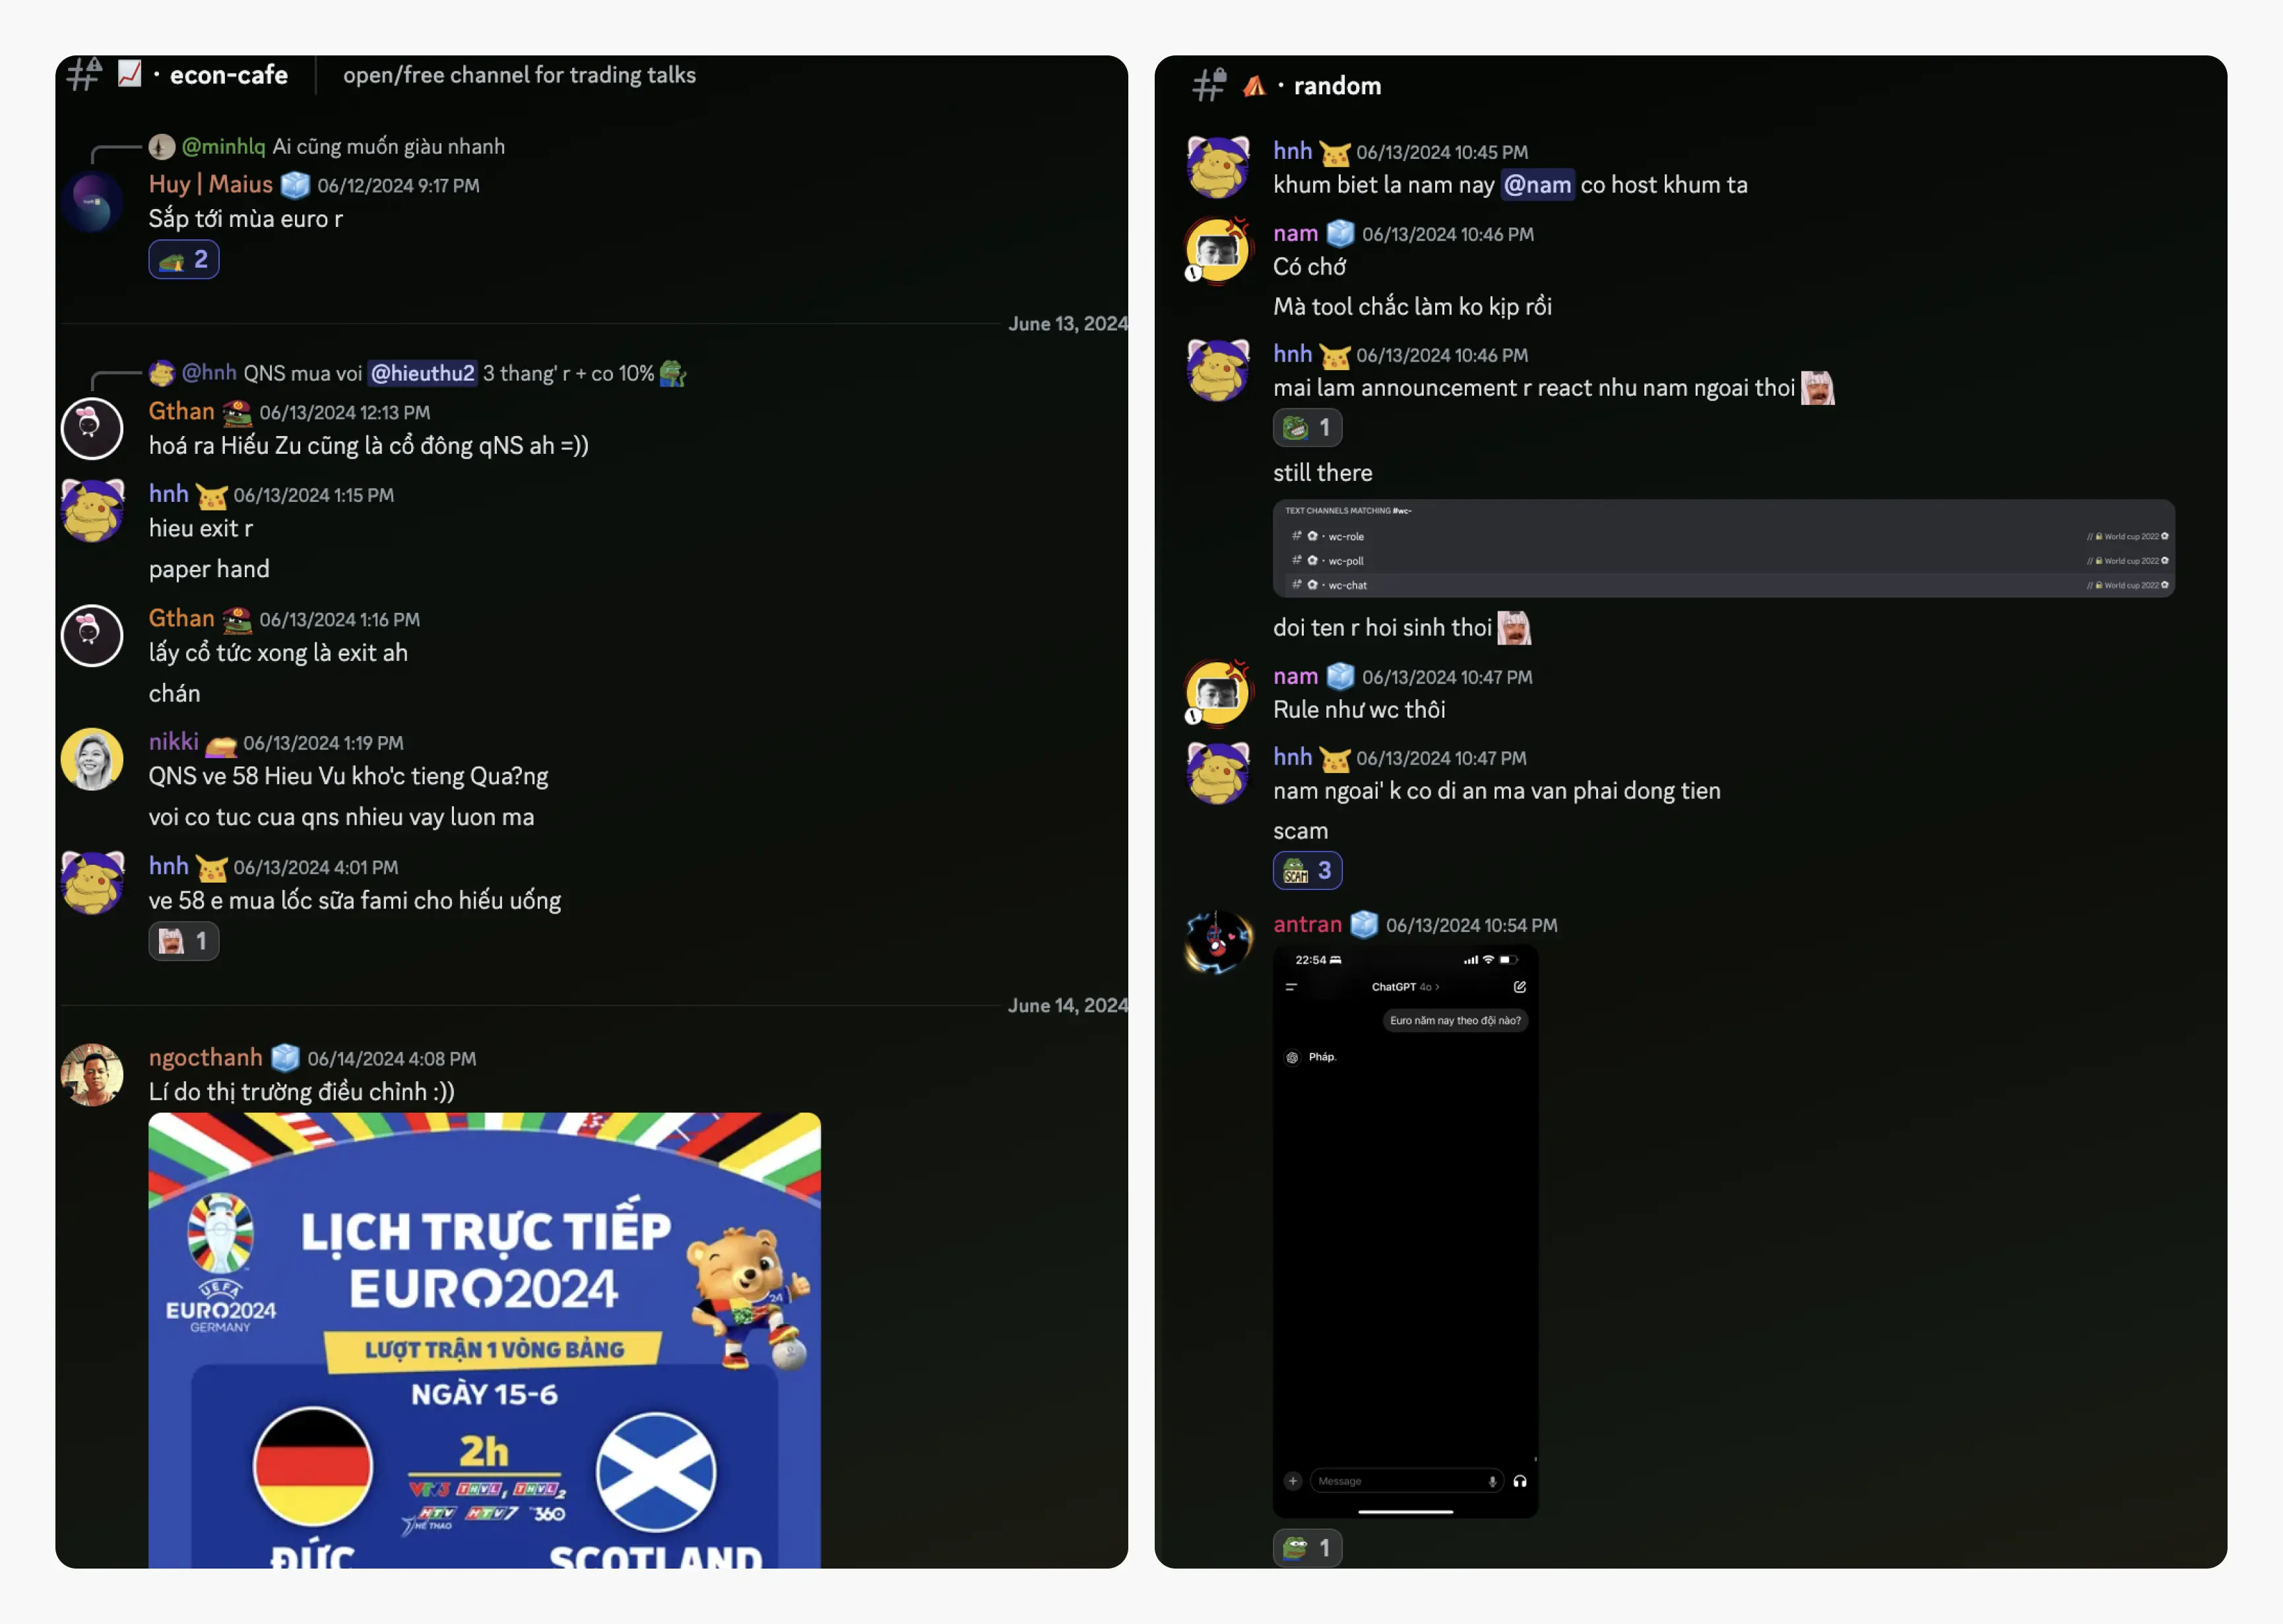 econ-cafe open/free channel for trading talks
@minhlq Ai cũng muốn giàu nhanh
Huy | Maius 06/12/2024 9:17 PM
Sắp tới mùa euro r
2
June 13, 2024
@hnh QNS mua voi @hieuthu2 3 thang' r + co 10%
Gthan 06/13/2024 12:13 PM
hoá ra Hiếu Zu cũng là cổ đông qNS ah =))
hnh 06/13/2024 1:15 PM
hieu exit r
paper hand
Gthan 06/13/2024 1:16 PM
lấy cổ tức xong là exit ah
chán
nikki 06/13/2024 1:19 PM
QNS ve 58 Hieu Vu kho'c tieng Qua?ng
voi co tuc cua qns nhieu vay luon ma
hnh 06/13/2024 4:01 PM
ve 58 e mua lốc sữa fami cho hiếu uống
1
June 14, 2024
ngocthanh 06/14/2024 4:08 PM
Lí do thị trường điều chỉnh :))
LỊCH TRỰC TIẾP
EURO2024
UEFA
EURO2024
GERMANY
24
LƯỢT TRẬN 1 VÒNG BẢNG
NGÀY 15-6
2h
VTV3 THVL1 THVL2
HTV THE THAO HTV7 360
ĐỨC SCOTLAND
random
hnh 06/13/2024 10:45 PM
khum biet la nam nay @nam co host khum ta
nam 06/13/2024 10:46 PM
Có chớ
Mà tool chắc làm ko kịp rồi
hnh 06/13/2024 10:46 PM
mai lam announcement r react nhu nam ngoai thoi
1
still there
TEXT CHANNELS MATCHING #wc-
# · wc-role // World cup 2022
# · wc-poll // World cup 2022
# · wc-chat // World cup 2022
doi ten r hoi sinh thoi
nam 06/13/2024 10:47 PM
Rule như wc thôi
hnh 06/13/2024 10:47 PM
nam ngoai' k co di an ma van phai dong tien
scam
SCAM 3
antran 06/13/2024 10:54 PM
22:54
ChatGPT 4o >
Euro năm nay theo đội nào?
Pháp.
Message
1